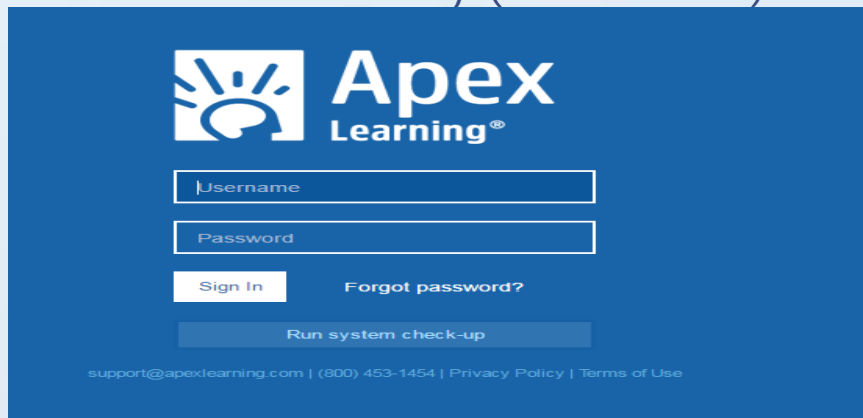 Apex
Learning®
Username
Password
Sign In Forgot password?
Run system check-up
support@apexlearning.com | (800) 453-1454 | Privacy Policy | Terms of Use